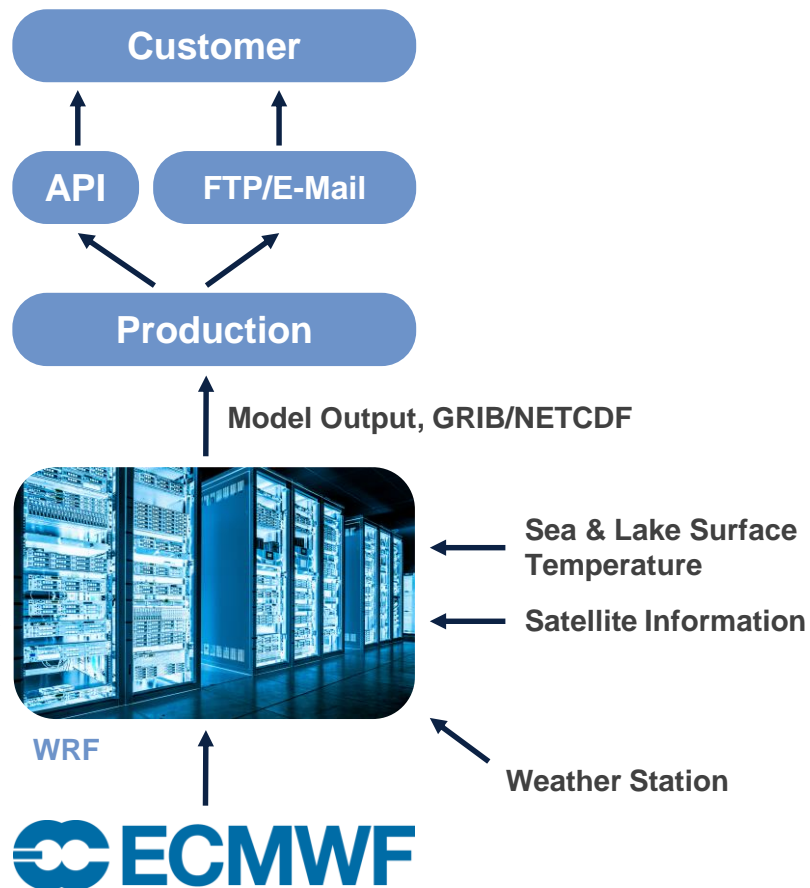 Customer
API
FTP/E-Mail
Production
Model Output, GRIB/NETCDF
Sea & Lake Surface
Temperature
Satellite Information
WRF
Weather Station
ECMWF